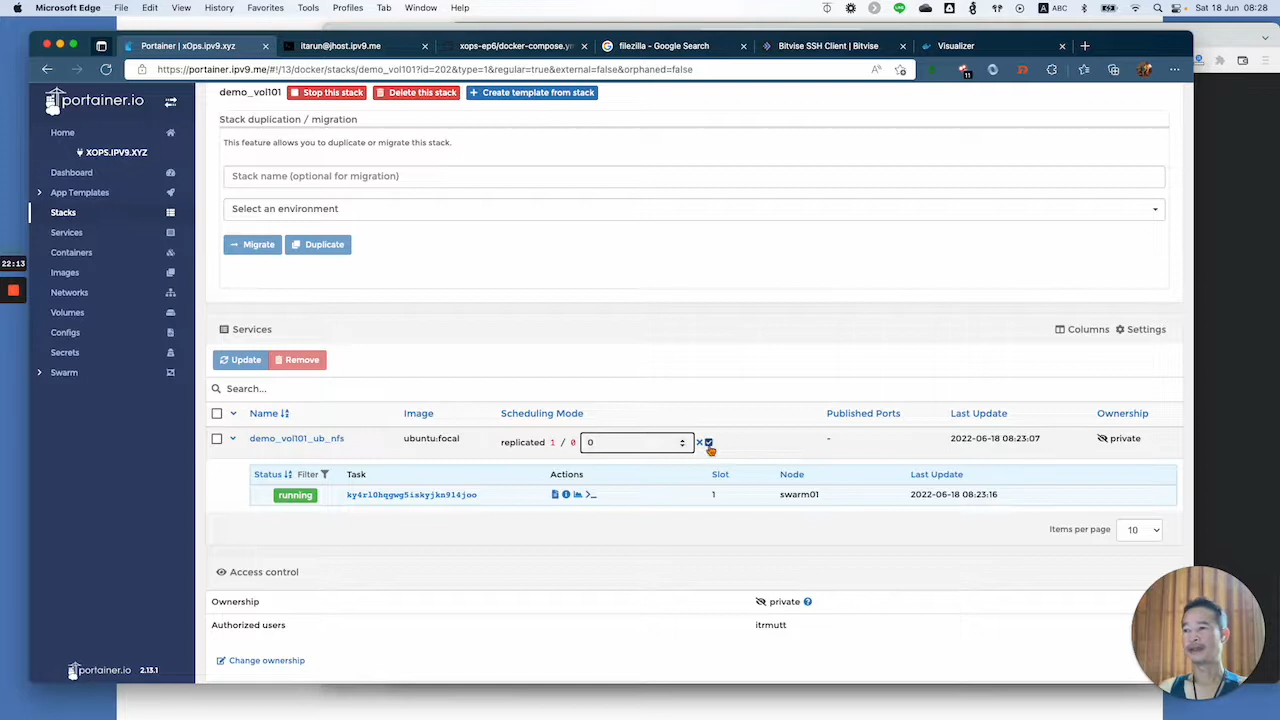 Microsoft Edge File Edit View History Favorites Tools Profiles Tab Window Help ABC Sat 18 Jun 08:28
Portainer | xOps.ipv9.xyz itarun@jhost.ipv9.me xops-ep6/docker-compose.ym filezilla - Google Search Bitvise SSH Client | Bitvise Visualizer
https://portainer.ipv9.me/#!/13/docker/stacks/demo_vol101?id=202&type=1&regular=true&external=false&orphaned=false
11
portainer.io
Home
XOPS.IPV9.XYZ
Dashboard
App Templates
Stacks
Services
Containers
Images
Networks
Volumes
Configs
Secrets
Swarm
portainer.io 2.13.1
22:13
demo_vol101 Stop this stack Delete this stack Create template from stack
Stack duplication / migration
This feature allows you to duplicate or migrate this stack.
Stack name (optional for migration)
Select an environment
Migrate Duplicate
Services Columns Settings
Update Remove
Search...
Name Image Scheduling Mode Published Ports Last Update Ownership
demo_vol101_ub_nfs ubuntu:focal replicated 1 / 0 0 - 2022-06-18 08:23:07 private
Status Filter Task Actions Slot Node Last Update
running ky4rl0hqgwg5iskyjkn914joo >_ 1 swarm01 2022-06-18 08:23:16
Items per page 10
Access control
Ownership private
Authorized users itrmutt
Change ownership